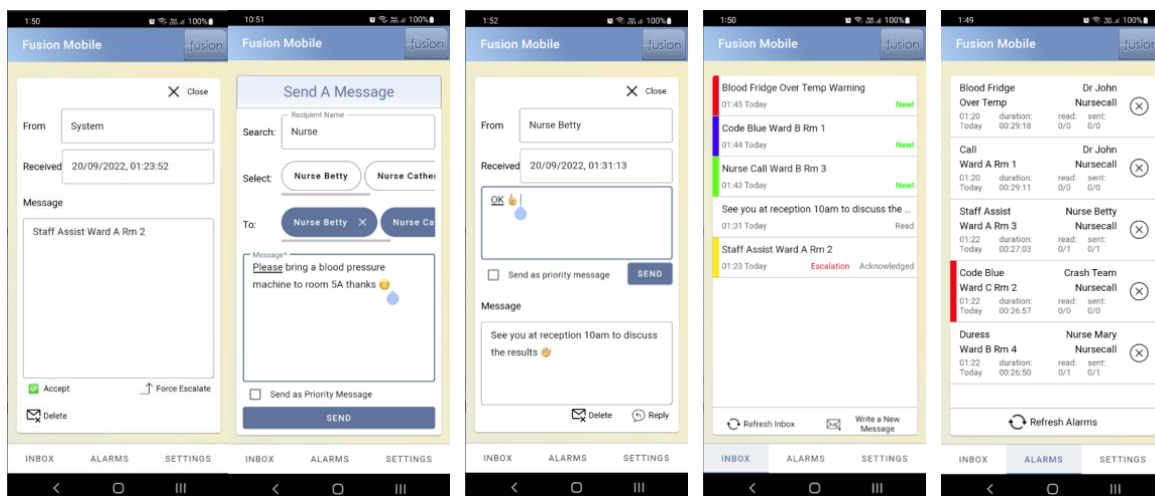 1:50
100%
Fusion Mobile
fusion
Close
From
System
Received
20/09/2022, 01:23:52
Message
Staff Assist Ward A Rm 2
Accept
Force Escalate
Delete
INBOX
ALARMS
SETTINGS
10:51
100%
Fusion Mobile
fusion
Send A Message
Recipient Name
Search:
Nurse
Select:
Nurse Betty
Nurse Cather
To:
Nurse Betty
Nurse Ca
Message*
Please bring a blood pressure
machine to room 5A thanks 😊
Send as Priority Message
SEND
INBOX
ALARMS
SETTINGS
1:52
100%
Fusion Mobile
fusion
Close
From
Nurse Betty
Received
20/09/2022, 01:31:13
OK 👍
Send as priority message
SEND
Message
See you at reception 10am to discuss
the results 👋
Delete
Reply
INBOX
ALARMS
SETTINGS
1:50
100%
Fusion Mobile
fusion
Blood Fridge Over Temp Warning
01:45 Today
New!
Code Blue Ward B Rm 1
01:44 Today
New!
Nurse Call Ward B Rm 3
01:43 Today
New!
See you at reception 10am to discuss the ...
01:31 Today
Read
Staff Assist Ward A Rm 2
01:23 Today
Escalation
Acknowledged
Refresh Inbox
Write a New
Message
INBOX
ALARMS
SETTINGS
1:49
100%
Fusion Mobile
fusion
Blood Fridge
Over Temp
Dr John
Nursecall
01:20
Today
duration:
00:29:18
read:
0/0
sent:
0/0
Call
Ward A Rm 1
Dr John
Nursecall
01:20
Today
duration:
00:29:11
read:
0/0
sent:
0/0
Staff Assist
Ward A Rm 3
Nurse Betty
Nursecall
01:22
Today
duration:
00:27:03
read:
0/1
sent:
0/1
Code Blue
Ward C Rm 2
Crash Team
Nursecall
01:22
Today
duration:
00:26:57
read:
0/0
sent:
0/0
Duress
Ward B Rm 4
Nurse Mary
Nursecall
01:22
Today
duration:
00:26:50
read:
0/1
sent:
0/1
Refresh Alarms
INBOX
ALARMS
SETTINGS